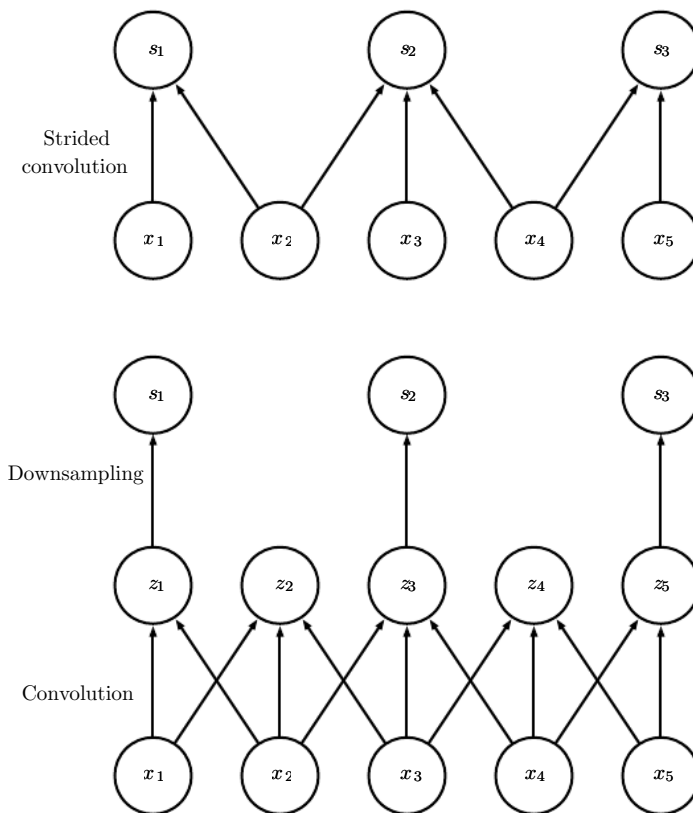 s₁ s₂ s₃
Strided
convolution
x₁ x₂ x₃ x₄ x₅
s₁ s₂ s₃
Downsampling
z₁ z₂ z₃ z₄ z₅
Convolution
x₁ x₂ x₃ x₄ x₅